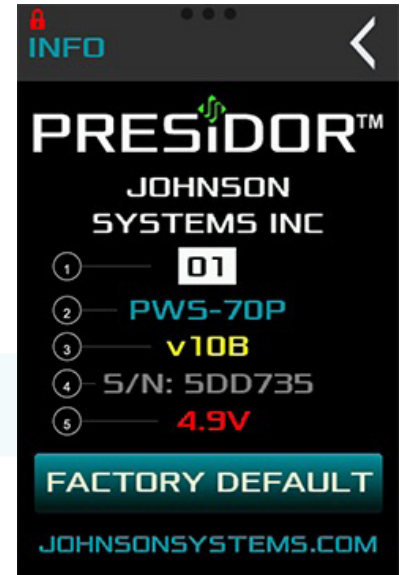 INFO
PRESiDOR™
JOHNSON
SYSTEMS INC
1 01
2 PWS-70P
3 v10B
4 S/N: 5DD735
5 4.9V
FACTORY DEFAULT
JOHNSONSYSTEMS.COM